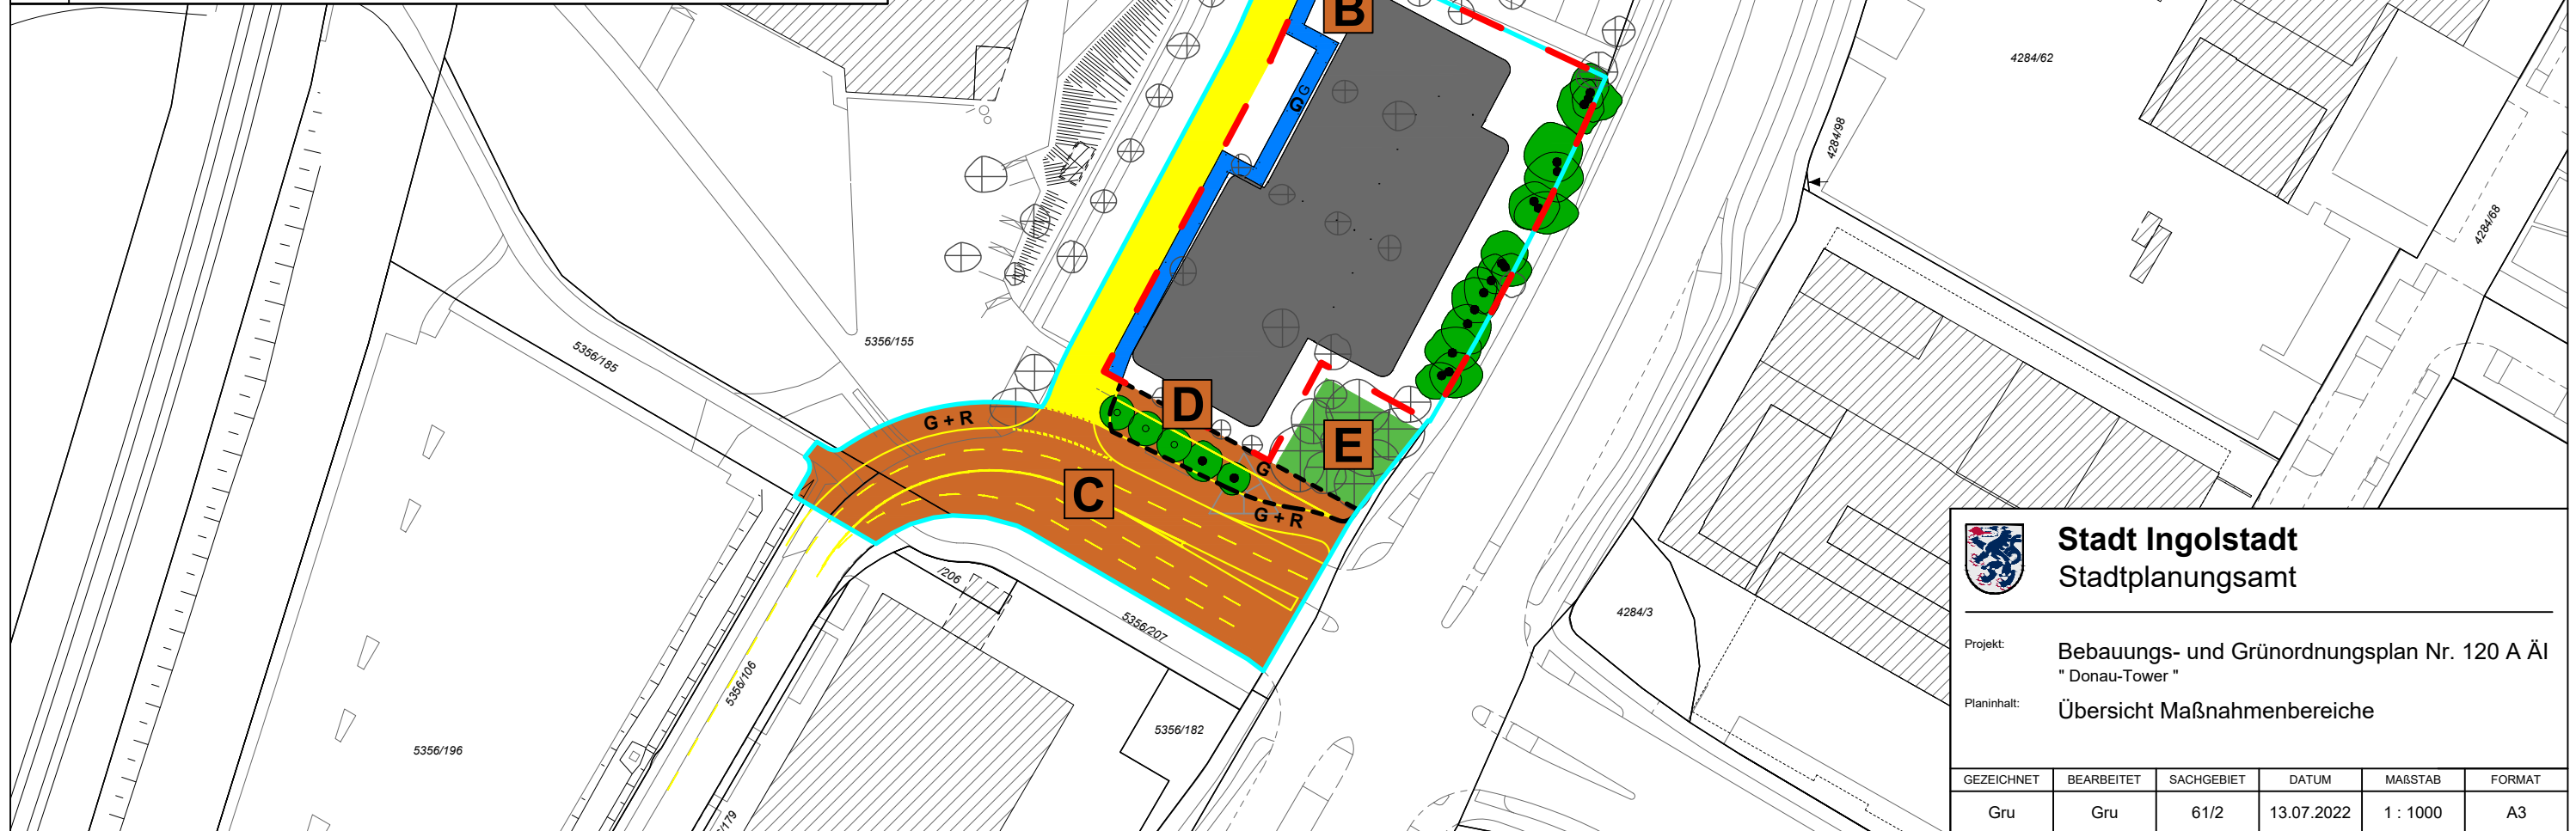 B
4284/62
G G
4284/98
4284/68
5356/155
5356/185
D
G + R
E
C
G
G + R
/206
5356/207
4284/3
5356/106
5356/182
5356/196
/179
Stadt Ingolstadt
Stadtplanungsamt
Projekt: Bebauungs- und Grünordnungsplan Nr. 120 A ÄI
" Donau-Tower "
Planinhalt: Übersicht Maßnahmenbereiche
GEZEICHNET BEARBEITET SACHGEBIET DATUM MAßSTAB FORMAT
Gru Gru 61/2 13.07.2022 1 : 1000 A3